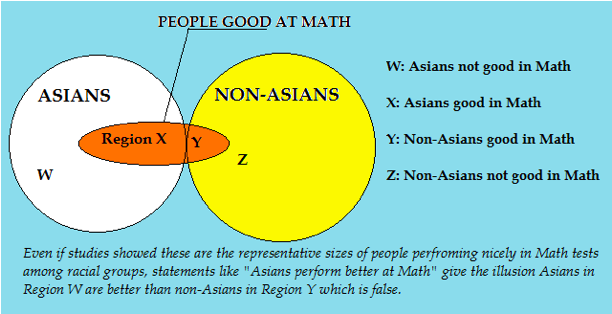 PEOPLE GOOD AT MATH
ASIANS
NON-ASIANS
Region X
Y
W
Z
W: Asians not good in Math
X: Asians good in Math
Y: Non-Asians good in Math
Z: Non-Asians not good in Math
Even if studies showed these are the representative sizes of people perfroming nicely in Math tests
among racial groups, statements like "Asians perform better at Math" give the illusion Asians in
Region W are better than non-Asians in Region Y which is false.